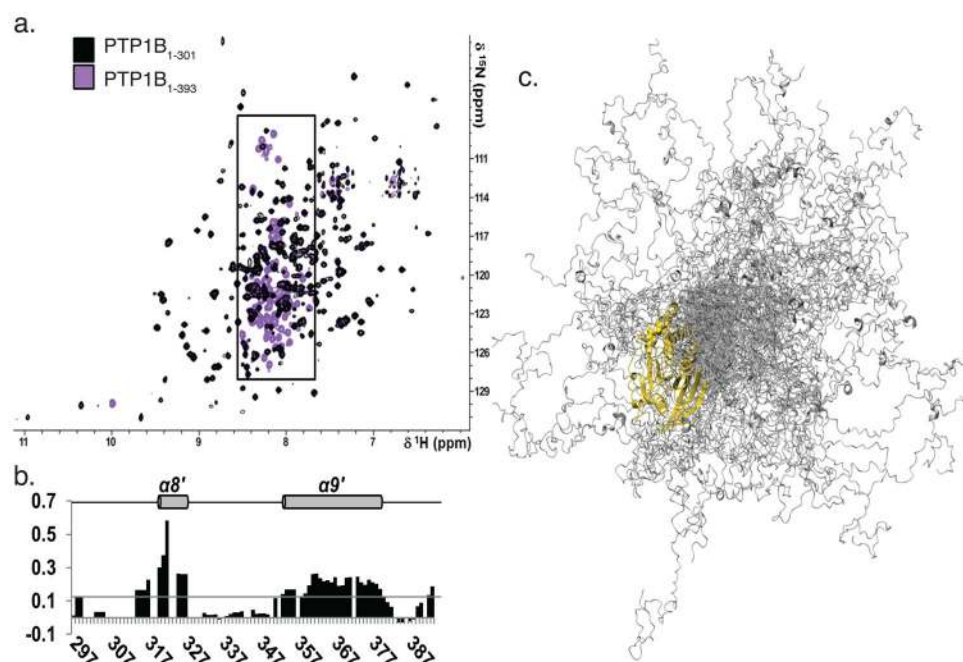 a.
PTP1B1-301
PTP1B1-393
δ 15N (ppm)
111
114
117
120
123
126
129
11 10 9 8 7
δ 1H (ppm)
c.
b.
α8' α9'
0.7
0.5
0.3
0.1
-0.1
297 307 317 327 337 347 357 367 377 387